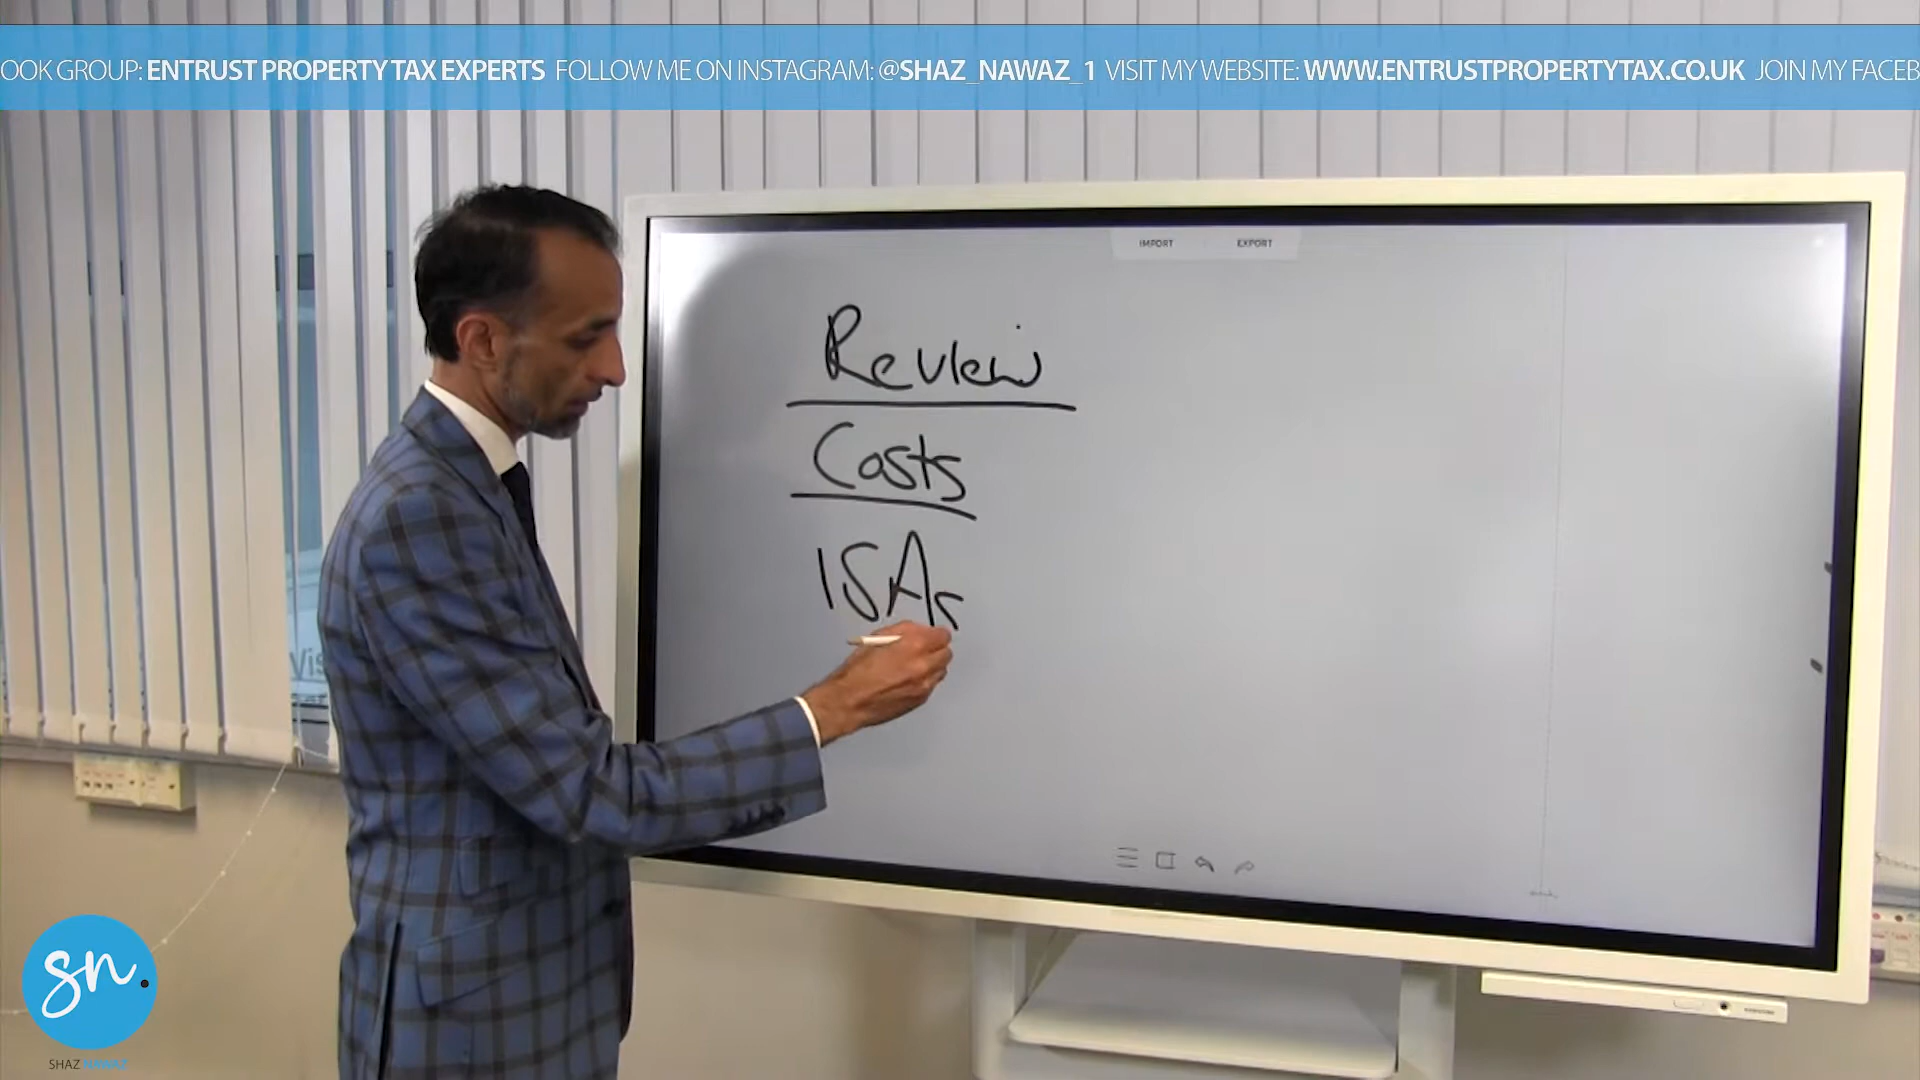 OOK GROUP: ENTRUST PROPERTY TAX EXPERTS FOLLOW ME ON INSTAGRAM: @SHAZ_NAWAZ_1 VISIT MY WEBSITE: WWW.ENTRUSTPROPERTYTAX.CO.UK JOIN MY FACEB
IMPORT EXPORT
Review
Costs
ISAs
Vis
sn.
SHAZ NAWAZ